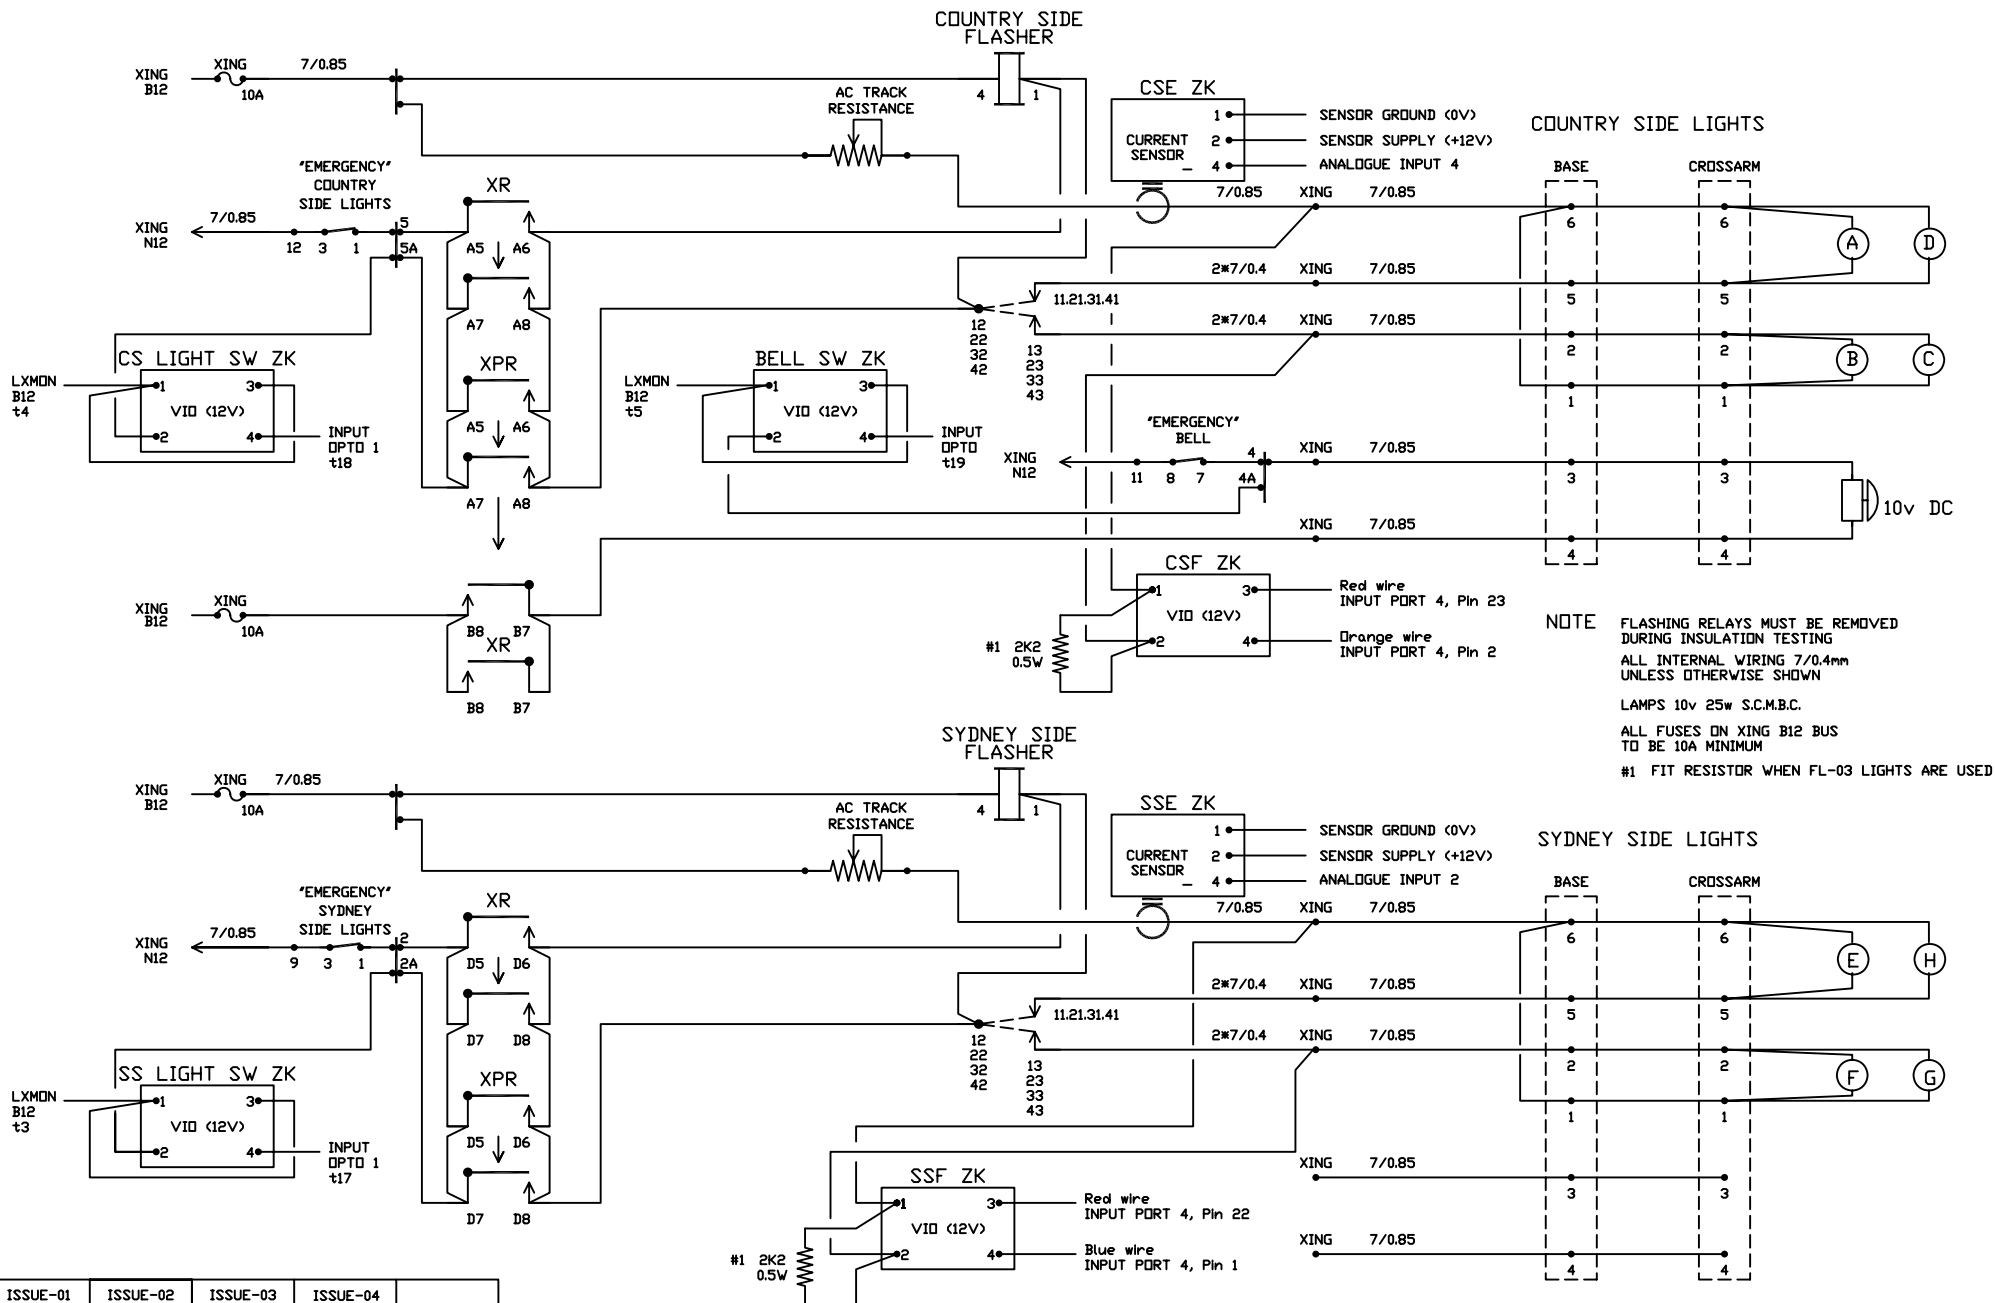 COUNTRY SIDE
FLASHER
XING
B12
XING
10A
7/0.85
4
1
AC TRACK
RESISTANCE
CSE ZK
CURRENT
SENSOR
_
1
2
4
SENSOR GROUND (0V)
SENSOR SUPPLY (+12V)
ANALOGUE INPUT 4
COUNTRY SIDE LIGHTS
BASE
CROSSARM
"EMERGENCY"
COUNTRY
SIDE LIGHTS
XR
XING
N12
7/0.85
12
3
1
5
5A
A5
A6
7/0.85
XING
7/0.85
6
6
A
D
2*7/0.4
XING
7/0.85
11.21.31.41
5
5
A7
A8
12
22
32
42
13
23
33
43
2*7/0.4
XING
7/0.85
2
2
B
C
1
1
CS LIGHT SW ZK
LXMON
B12
t4
1
3
VIO (12V)
2
4
INPUT
OPTO 1
t18
XPR
A5
A6
A7
A8
BELL SW ZK
LXMON
B12
t5
1
3
VIO (12V)
2
4
INPUT
OPTO
t19
"EMERGENCY"
BELL
XING
N12
11
8
7
4
4A
XING
7/0.85
3
3
10v DC
XING
7/0.85
4
4
XING
B12
XING
10A
B8
B7
XR
B8
B7
CSF ZK
1
3
VIO (12V)
2
4
Red wire
INPUT PORT 4, Pin 23
Orange wire
INPUT PORT 4, Pin 2
#1 2K2
0.5W
NOTE
FLASHING RELAYS MUST BE REMOVED
DURING INSULATION TESTING
ALL INTERNAL WIRING 7/0.4mm
UNLESS OTHERWISE SHOWN
LAMPS 10v 25w S.C.M.B.C.
ALL FUSES ON XING B12 BUS
TO BE 10A MINIMUM
#1 FIT RESISTOR WHEN FL-03 LIGHTS ARE USED
SYDNEY SIDE
FLASHER
XING
B12
XING
10A
7/0.85
4
1
AC TRACK
RESISTANCE
SSE ZK
CURRENT
SENSOR
_
1
2
4
SENSOR GROUND (0V)
SENSOR SUPPLY (+12V)
ANALOGUE INPUT 2
SYDNEY SIDE LIGHTS
BASE
CROSSARM
"EMERGENCY"
SYDNEY
SIDE LIGHTS
XR
XING
N12
7/0.85
9
3
1
2
2A
D5
D6
7/0.85
XING
7/0.85
6
6
E
H
2*7/0.4
XING
7/0.85
11.21.31.41
5
5
D7
D8
12
22
32
42
13
23
33
43
2*7/0.4
XING
7/0.85
2
2
F
G
1
1
SS LIGHT SW ZK
LXMON
B12
t3
1
3
VIO (12V)
2
4
INPUT
OPTO 1
t17
XPR
D5
D6
D7
D8
SSF ZK
1
3
VIO (12V)
2
4
Red wire
INPUT PORT 4, Pin 22
Blue wire
INPUT PORT 4, Pin 1
#1 2K2
0.5W
XING
7/0.85
3
3
XING
7/0.85
4
4
ISSUE-01
ISSUE-02
ISSUE-03
ISSUE-04